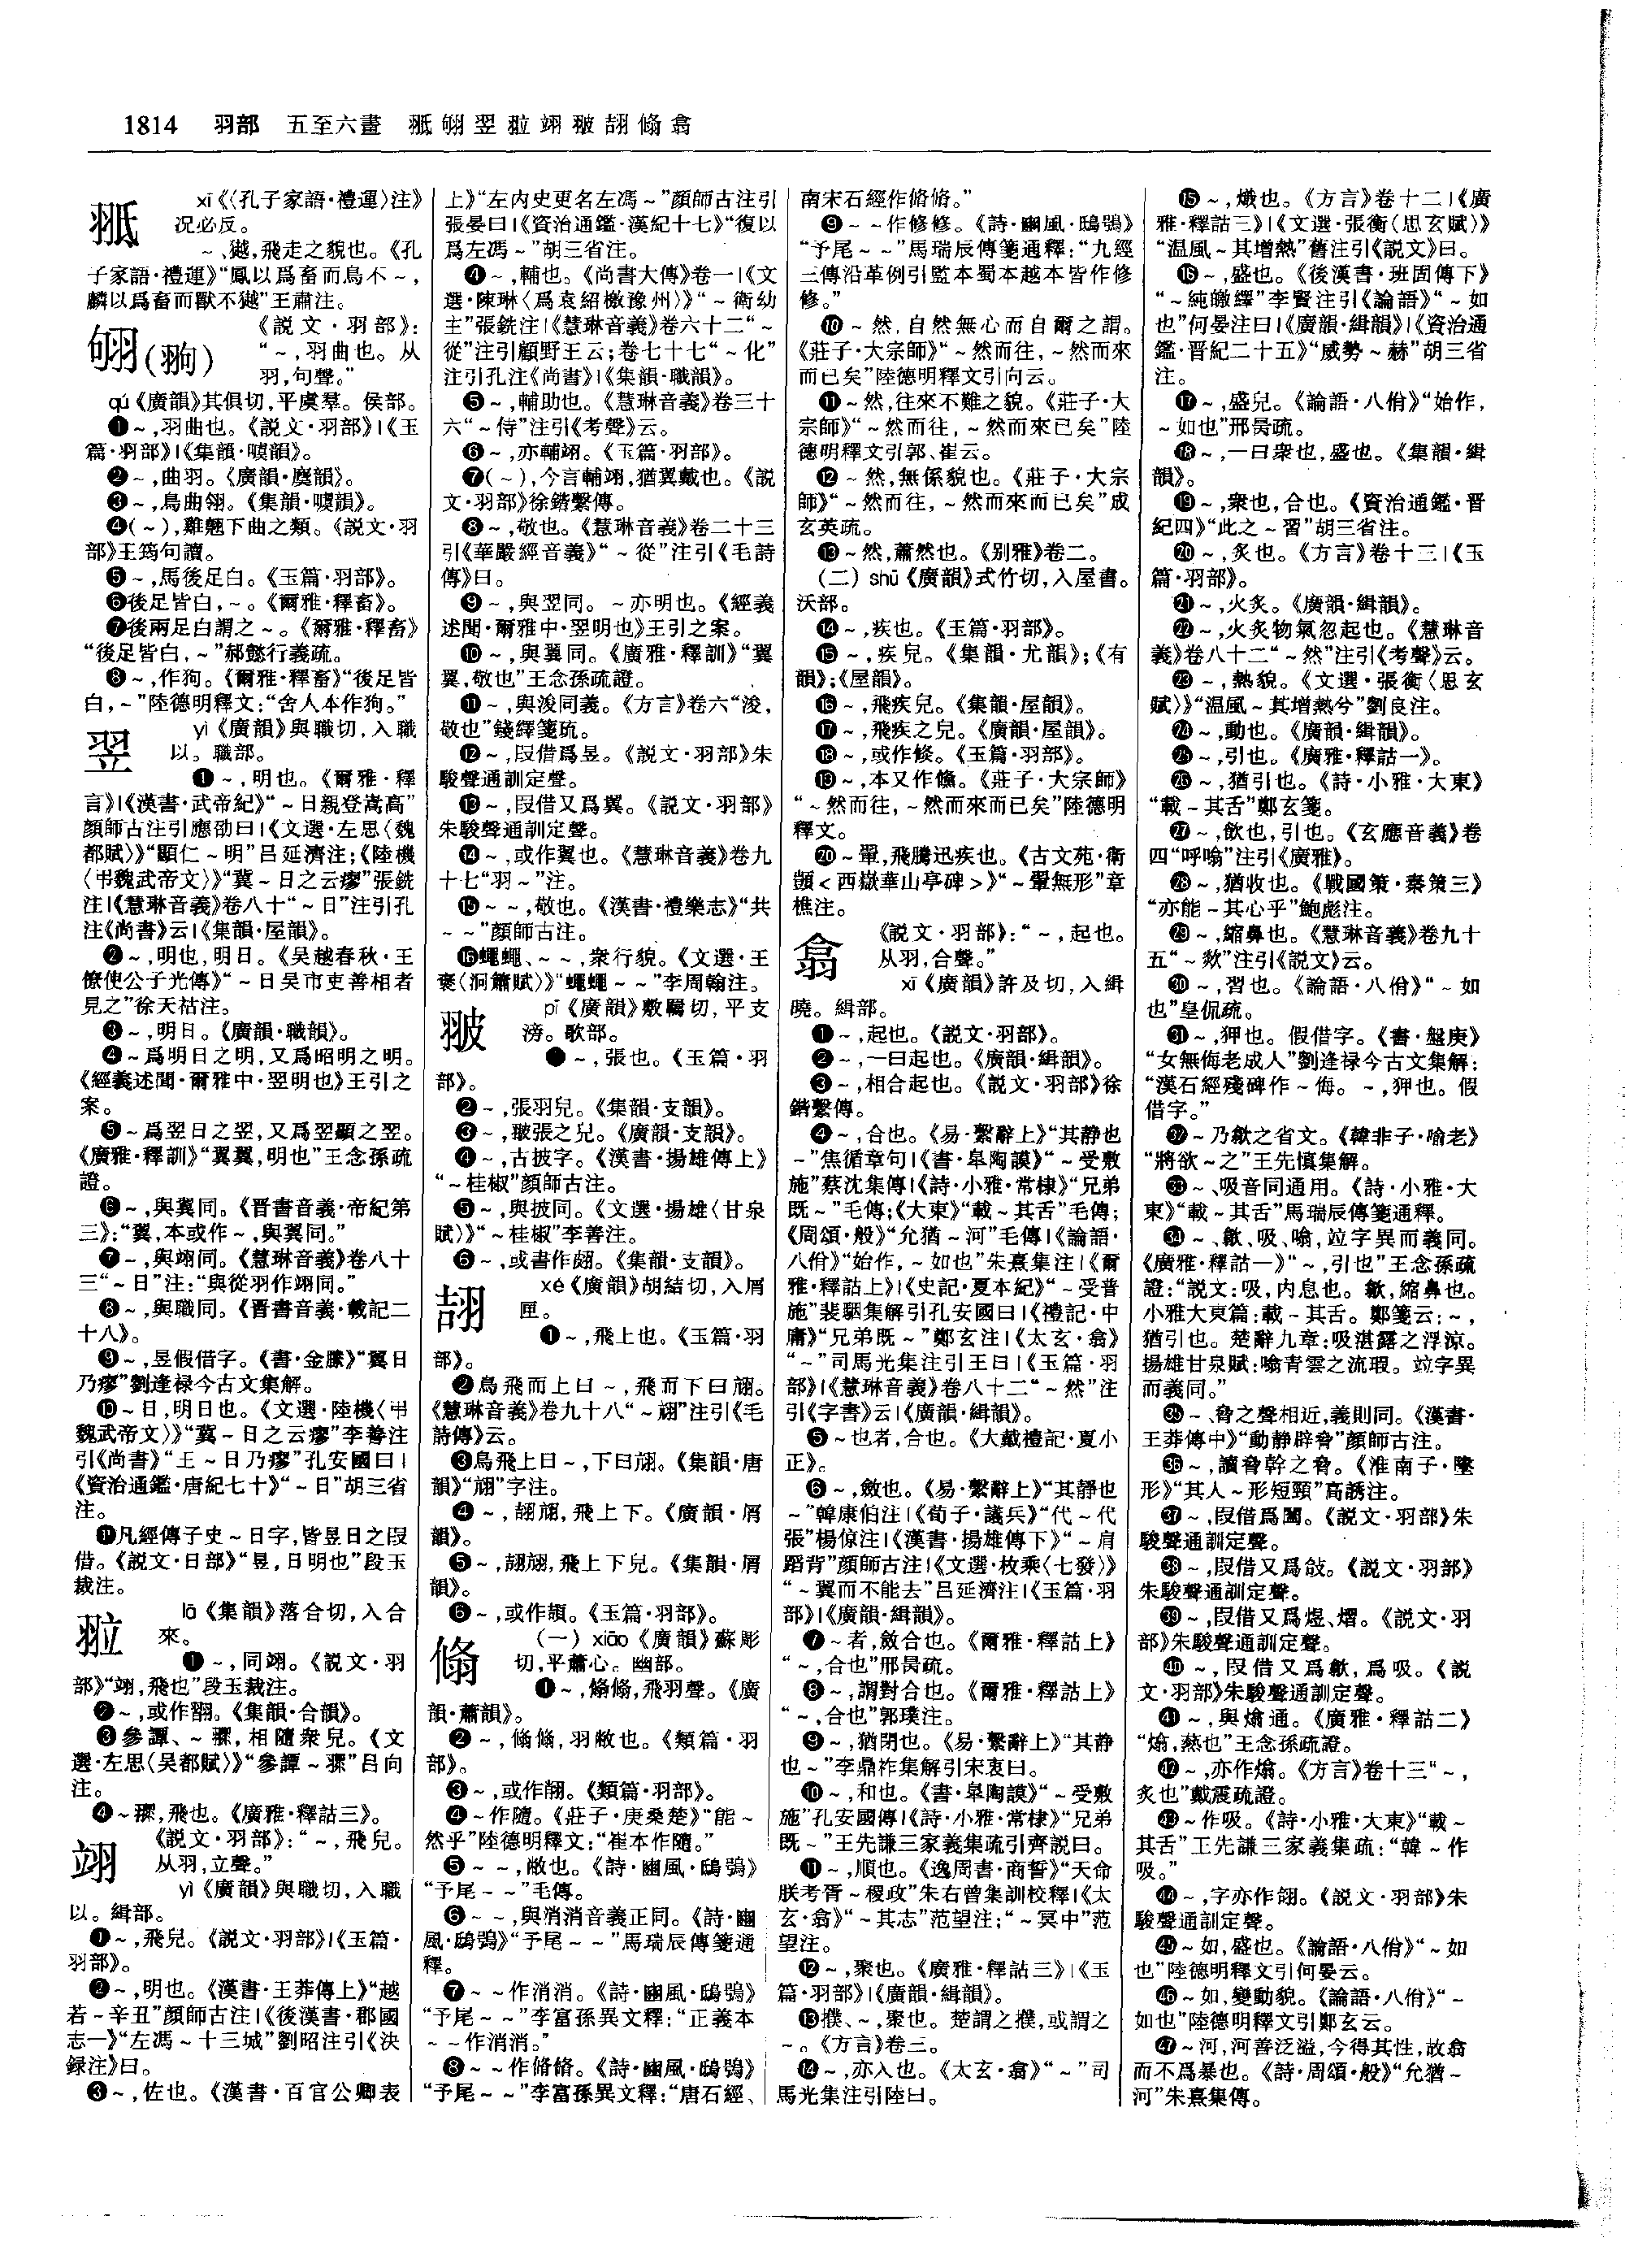 1814 羽部 五至六畫 翐翑翌翋翊翍翓翛翕
xī《〈孔子家語·禮運〉注》
況必反。
~、𤝞,飛走之貌也。《孔
子家語·禮運》“鳳以爲畜而鳥不~,
麟以爲畜而獸不𤝞”王肅注。
翑(䎛)
《説文·羽部》:
“~,羽曲也。从
羽,句聲。”
qú《廣韻》其俱切,平虞羣。侯部。
❶~,羽曲也。《説文·羽部》|《玉
篇·羽部》|《集韻·噳韻》。
❷~,曲羽。《廣韻·麌韻》。
❸~,鳥曲翎。《集韻·噳韻》。
❹(~),雞翹下曲之類。《説文·羽
部》王筠句讀。
❺~,馬後足白。《玉篇·羽部》。
❻後足皆白,~。《爾雅·釋畜》。
❼後兩足白謂之~。《爾雅·釋畜》
“後足皆白,~”郝懿行義疏。
❽~,作狗。《爾雅·釋畜》“後足皆
白,~”陸德明釋文:“舍人本作狗。”
翌
yì《廣韻》與職切,入職
以。職部。
❶~,明也。《爾雅·釋
言》|《漢書·武帝紀》“~日親登嵩高”
顔師古注引應劭曰|《文選·左思〈魏
都賦〉》“顯仁~明”吕延濟注;《陸機
〈弔魏武帝文〉》“冀~日之云瘳”張銑
注|《慧琳音義》卷八十“~日”注引孔
注《尚書》云|《集韻·屋韻》。
❷~,明也,明日。《吴越春秋·王
僚使公子光傳》“~日吴市吏善相者
見之”徐天祜注。
❸~,明日。《廣韻·職韻》。
❹~爲明日之明,又爲昭明之明。
《經義述聞·爾雅中·翌明也》王引之
案。
❺~爲翌日之翌,又爲翌顯之翌。
《廣雅·釋訓》“翼翼,明也”王念孫疏
證。
❻~,與翼同。《晋書音義·帝紀第
三》:“翼,本或作~,與翼同。”
❼~,與翊同。《慧琳音義》卷八十
三“~日”注:“與從羽作翊同。”
❽~,與職同。《晋書音義·載記二
十八》。
❾~,昱假借字。《書·金縢》“翼日
乃瘳”劉逢禄今古文集解。
❿~日,明日也。《文選·陸機〈弔
魏武帝文〉》“冀~日之云瘳”李善注
引《尚書》“王~日乃瘳”孔安國曰|
《資治通鑑·唐紀七十》“~日”胡三省
注。
⓫凡經傳子史~日字,皆昱日之叚
借。《説文·日部》“昱,日明也”段玉
裁注。
翋
lā《集韻》落合切,入合
來。
❶~,同翊。《説文·羽
部》“翊,飛也”段玉裁注。
❷~,或作翻。《集韻·合韻》。
❸參譚、~䎀,相隨衆皃。《文
選·左思〈吴都賦〉》“參譚~䎀”吕向
注。
❹~䎀,飛也。《廣雅·釋詁三》。
翊
《説文·羽部》:“~,飛皃。
从羽,立聲。”
yì《廣韻》與職切,入職
以。緝部。
❶~,飛皃。《説文·羽部》|《玉篇·
羽部》。
❷~,明也。《漢書·王莽傳上》“越
若~辛丑”顔師古注|《後漢書·郡國
志一》“左馮~十三城”劉昭注引《決
録注》曰。
❸~,佐也。《漢書·百官公卿表
上》“左内史更名左馮~”顔師古注引
張晏曰|《資治通鑑·漢紀十七》“復以
爲左馮~”胡三省注。
❹~,輔也。《尚書大傳》卷一|《文
選·陳琳〈爲袁紹檄豫州〉》“~衛幼
主”張銑注|《慧琳音義》卷六十二“~
從”注引顧野王云;卷七十七“~化”
注引孔注《尚書》|《集韻·職韻》。
❺~,輔助也。《慧琳音義》卷三十
六“~侍”注引《考聲》云。
❻~,亦輔翊。《玉篇·羽部》。
❼(~),今言輔翊,猶翼戴也。《説
文·羽部》徐鍇繫傳。
❽~,敬也。《慧琳音義》卷二十三
引《華嚴經音義》“~從”注引《毛詩
傳》曰。
❾~,與翌同。~亦明也。《經義
述聞·爾雅中·翌明也》王引之案。
❿~,與翼同。《廣雅·釋訓》“翼
翼,敬也”王念孫疏證。
⓫~,與浚同義。《方言》卷六“浚,
敬也”錢繹箋疏。
⓬~,叚借爲昱。《説文·羽部》朱
駿聲通訓定聲。
⓭~,叚借又爲翼。《説文·羽部》
朱駿聲通訓定聲。
⓮~,或作翼也。《慧琳音義》卷九
十七“羽~”注。
⓯~~,敬也。《漢書·禮樂志》“共
~~”顔師古注。
⓰蠅蠅、~~,衆行貌。《文選·王
褒〈洞簫賦〉》“蠅蠅~~”李周翰注。
翍
pī《廣韻》敷羈切,平支
滂。歌部。
❶~,張也。《玉篇·羽
部》。
❷~,張羽皃。《集韻·支韻》。
❸~,翍張之皃。《廣韻·支韻》。
❹~,古披字。《漢書·揚雄傳上》
“~桂椒”顔師古注。
❺~,與披同。《文選·揚雄〈甘泉
賦〉》“~桂椒”李善注。
❻~,或書作翄。《集韻·支韻》。
翓
xé《廣韻》胡結切,入屑
匣。
❶~,飛上也。《玉篇·羽
部》。
❷鳥飛而上曰~,飛而下曰翃。
《慧琳音義》卷九十八“~翃”注引《毛
詩傳》云。
❸鳥飛上曰~,下曰翃。《集韻·唐
韻》“翃”字注。
❹~,翓翃,飛上下。《廣韻·屑
韻》。
❺~,翓翃,飛上下皃。《集韻·屑
韻》。
❻~,或作頡。《玉篇·羽部》。
翛
(一)xiāo《廣韻》蘇彫
切,平蕭心。幽部。
❶~,翛翛,飛羽聲。《廣
韻·蕭韻》。
❷~,翛翛,羽敝也。《類篇·羽
部》。
❸~,或作翮。《類篇·羽部》。
❹~作隨。《莊子·庚桑楚》“能~
然乎”陸德明釋文:“崔本作隨。”
❺~~,敝也。《詩·豳風·鴟鴞》
“予尾~~”毛傳。
❻~~,與消消音義正同。《詩·豳
風·鴟鴞》“予尾~~”馬瑞辰傳箋通
釋。
❼~~作消消。《詩·豳風·鴟鴞》
“予尾~~”李富孫異文釋:“正義本
~~作消消。”
❽~~作脩脩。《詩·豳風·鴟鴞》
“予尾~~”李富孫異文釋:“唐石經、
南宋石經作脩脩。”
❾~~作修修。《詩·豳風·鴟鴞》
“予尾~~”馬瑞辰傳箋通釋:“九經
三傳沿革例引監本蜀本越本皆作修
修。”
❿~然,自然無心而自爾之謂。
《莊子·大宗師》“~然而往,~然而來
而已矣”陸德明釋文引向云。
⓫~然,往來不難之貌。《莊子·大
宗師》“~然而往,~然而來已矣”陸
德明釋文引郭、崔云。
⓬~然,無係貌也。《莊子·大宗
師》“~然而往,~然而來而已矣”成
玄英疏。
⓭~然,蕭然也。《别雅》卷二。
(二)shū《廣韻》式竹切,入屋書。
沃部。
⓮~,疾也。《玉篇·羽部》。
⓯~,疾皃。《集韻·尤韻》;《有
韻》;《屋韻》。
⓰~,飛疾皃。《集韻·屋韻》。
⓱~,飛疾之皃。《廣韻·屋韻》。
⓲~,或作倐。《玉篇·羽部》。
⓳~,本又作儵。《莊子·大宗師》
“~然而往,~然而來而已矣”陸德明
釋文。
⓴~翬,飛騰迅疾也。《古文苑·衛
顗<西嶽華山亭碑>》“~翬無形”章
樵注。
翕
《説文·羽部》:“~,起也。
从羽,合聲。”
xī《廣韻》許及切,入緝
曉。緝部。
❶~,起也。《説文·羽部》。
❷~,一曰起也。《廣韻·緝韻》。
❸~,相合起也。《説文·羽部》徐
鍇繫傳。
❹~,合也。《易·繫辭上》“其静也
~”焦循章句|《書·皐陶謨》“~受敷
施”蔡沈集傳|《詩·小雅·常棣》“兄弟
既~”毛傳;《大東》“載~其舌”毛傳;
《周頌·般》“允猶~河”毛傳|《論語·
八佾》“始作,~如也”朱熹集注|《爾
雅·釋詁上》|《史記·夏本紀》“~受普
施”裴駰集解引孔安國曰|《禮記·中
庸》“兄弟既~”鄭玄注|《太玄·翕》
“~”司馬光集注引王曰|《玉篇·羽
部》|《慧琳音義》卷八十二“~然”注
引《字書》云|《廣韻·緝韻》。
❺~也者,合也。《大戴禮記·夏小
正》。
❻~,斂也。《易·繫辭上》“其靜也
~”韓康伯注|《荀子·議兵》“代~代
張”楊倞注|《漢書·揚雄傳下》“~肩
蹈背”顔師古注|《文選·枚乘〈七發〉》
“~翼而不能去”吕延濟注|《玉篇·羽
部》|《廣韻·緝韻》。
❼~者,斂合也。《爾雅·釋詁上》
“~,合也”邢昺疏。
❽~,謂對合也。《爾雅·釋詁上》
“~,合也”郭璞注。
❾~,猶閉也。《易·繫辭上》“其静
也~”李鼎祚集解引宋衷曰。
❿~,和也。《書·皐陶謨》“~受敷
施”孔安國傳|《詩·小雅·常棣》“兄弟
既~”王先謙三家義集疏引齊説曰。
⓫~,順也。《逸周書·商誓》“天命
朕考胥~稷政”朱右曾集訓校釋|《太
玄·翕》“~其志”范望注;“~冥中”范
望注。
⓬~,聚也。《廣雅·釋詁三》|《玉
篇·羽部》|《廣韻·緝韻》。
⓭撲、~,聚也。楚謂之撲,或謂之
~。《方言》卷三。
⓮~,亦入也。《太玄·翕》“~”司
馬光集注引陸曰。
⓯~,熾也。《方言》卷十二|《廣
雅·釋詁三》|《文選·張衡〈思玄賦〉》
“温風~其增熱”舊注引《説文》曰。
⓰~,盛也。《後漢書·班固傳下》
“~純皦繹”李賢注引《論語》“~如
也”何晏注曰|《廣韻·緝韻》|《資治通
鑑·晋紀二十五》“威勢~赫”胡三省
注。
⓱~,盛皃。《論語·八佾》“始作,
~如也”邢昺疏。
⓲~,一曰衆也,盛也。《集韻·緝
韻》。
⓳~,衆也,合也。《資治通鑑·晋
紀四》“此之~習”胡三省注。
⓴~,炙也。《方言》卷十三|《玉
篇·羽部》。
㉑~,火炙。《廣韻·緝韻》。
㉒~,火炙物氣忽起也。《慧琳音
義》卷八十二“~然”注引《考聲》云。
㉓~,熱貌。《文選·張衡〈思玄
賦〉》“温風~其增熱兮”劉良注。
㉔~,動也。《廣韻·緝韻》。
㉕~,引也。《廣雅·釋詁一》。
㉖~,猶引也。《詩·小雅·大東》
“載~其舌”鄭玄箋。
㉗~,飲也,引也。《玄應音義》卷
四“呼噏”注引《廣雅》。
㉘~,猶收也。《戰國策·秦策三》
“亦能~其心乎”鮑彪注。
㉙~,縮鼻也。《慧琳音義》卷九十
五“~欻”注引《説文》云。
㉚~,習也。《論語·八佾》“~如
也”皇侃疏。
㉛~,狎也。假借字。《書·盤庚》
“女無侮老成人”劉逢禄今古文集解:
“漢石經殘碑作~侮。~,狎也。假
借字。”
㉜~乃歙之省文。《韓非子·喻老》
“將欲~之”王先慎集解。
㉝~、吸音同通用。《詩·小雅·大
東》“載~其舌”馬瑞辰傳箋通釋。
㉞~、歙、吸、噏,竝字異而義同。
《廣雅·釋詁一》“~,引也”王念孫疏
證:“説文:吸,内息也。歙,縮鼻也。
小雅大東篇:載~其舌。鄭箋云:~,
猶引也。楚辭九章:吸湛露之浮凉。
揚雄甘泉賦:噏青雲之流瑕。竝字異
而義同。”
㉟~、脅之聲相近,義則同。《漢書·
王莽傳中》“動静辟脅”顔師古注。
㊱~,讀脅幹之脅。《淮南子·墬
形》“其人~形短頸”高誘注。
㊲~,叚借爲闔。《説文·羽部》朱
駿聲通訓定聲。
㊳~,叚借又爲㪉。《説文·羽部》
朱駿聲通訓定聲。
㊴~,叚借又爲煜、熠。《説文·羽
部》朱駿聲通訓定聲。
㊵~,叚借又爲歙,爲吸。《説
文·羽部》朱駿聲通訓定聲。
㊶~,與熻通。《廣雅·釋詁二》
“熻,爇也”王念孫疏證。
㊷~,亦作熻。《方言》卷十三“~,
炙也”戴震疏證。
㊸~作吸。《詩·小雅·大東》“載~
其舌”王先謙三家義集疏:“韓~作
吸。”
㊹~,字亦作翖。《説文·羽部》朱
駿聲通訓定聲。
㊺~如,盛也。《論語·八佾》“~如
也”陸德明釋文引何晏云。
㊻~如,變動貌。《論語·八佾》“~
如也”陸德明釋文引鄭玄云。
㊼~河,河善泛溢,今得其性,故翕
而不爲暴也。《詩·周頌·般》“允猶~
河”朱熹集傳。